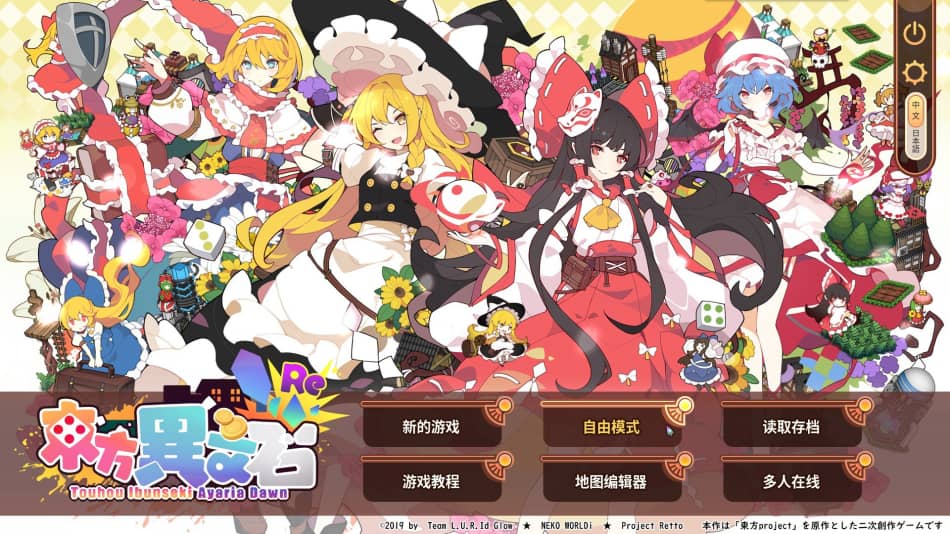 中文
日本語
Re
東方異文石
Touhou Ibunseki Ayaria Dawn
新的游戏
自由模式
读取存档
游戏教程
地图编辑器
多人在线
©2019 by Team L.U.R.Id Glow ★ NEKO WORLDi ★ Project Retto 本作は「東方project」を原作とした二次創作ゲームです